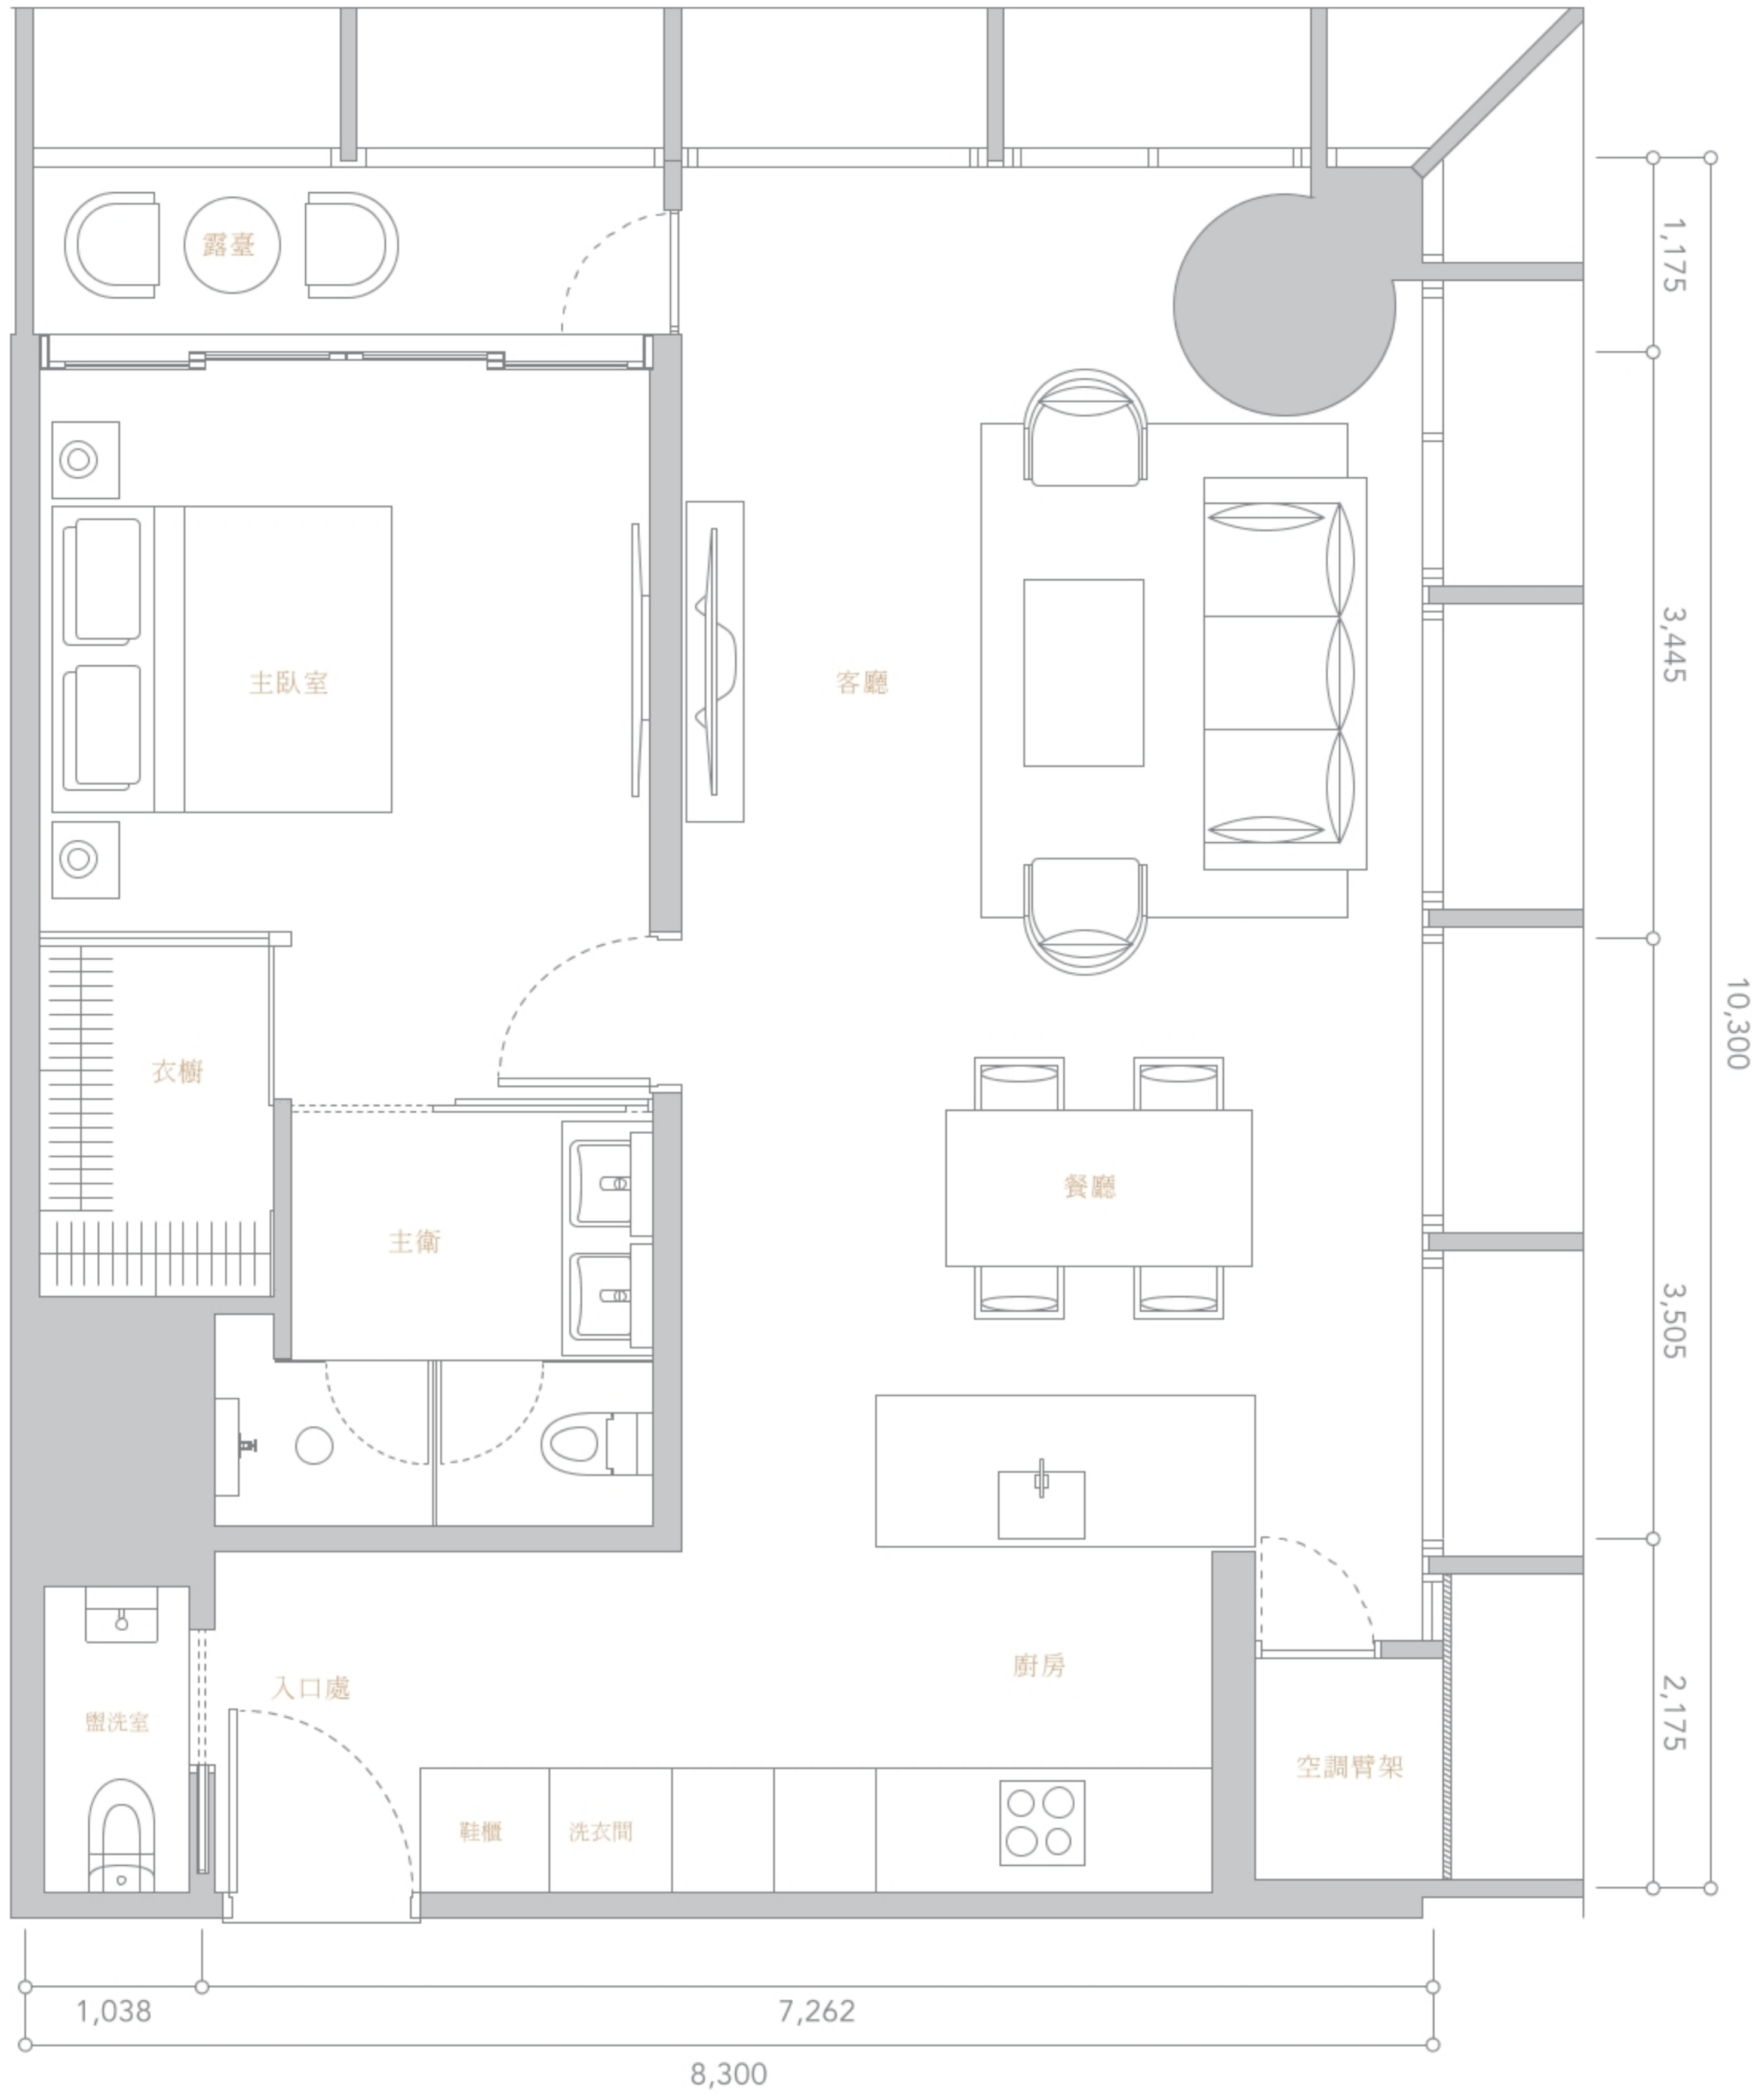 露臺
1,175
主臥室
客廳
3,445
10,300
衣櫥
餐廳
主衛
3,505
廚房
入口處
盥洗室
2,175
空調臂架
鞋櫃
洗衣間
1,038
7,262
8,300